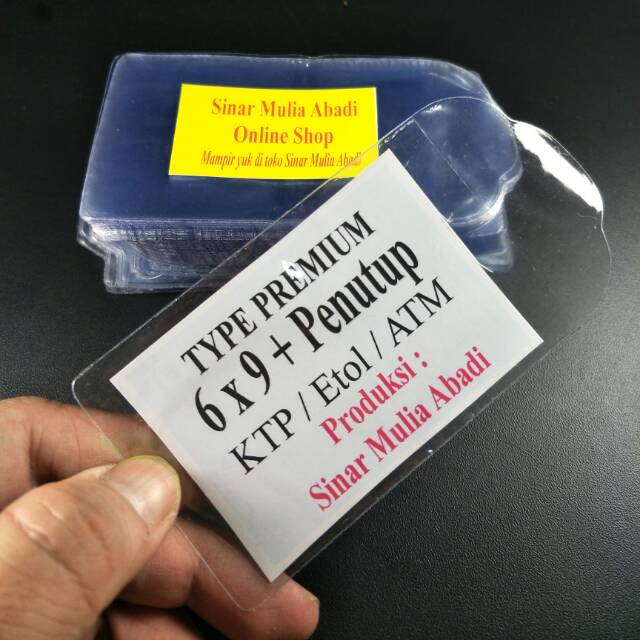 Sinar Mulia Abadi
Online Shop
Mampir yuk di toko Sinar Mulia Abadi
TYPE PREMIUM
6 x 9 + Penutup
KTP / Etol / ATM
Produksi :
Sinar Mulia Abadi